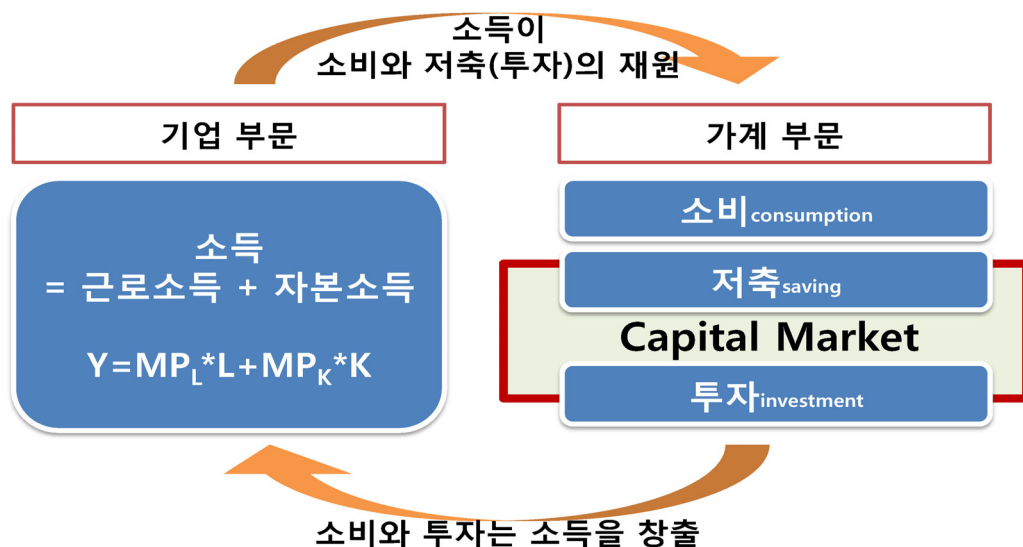 소득이
소비와 저축(투자)의 재원
기업 부문
가계 부문
소득
= 근로소득 + 자본소득
Y=MP_L*L+MP_K*K
소비consumption
저축saving
Capital Market
투자investment
소비와 투자는 소득을 창출